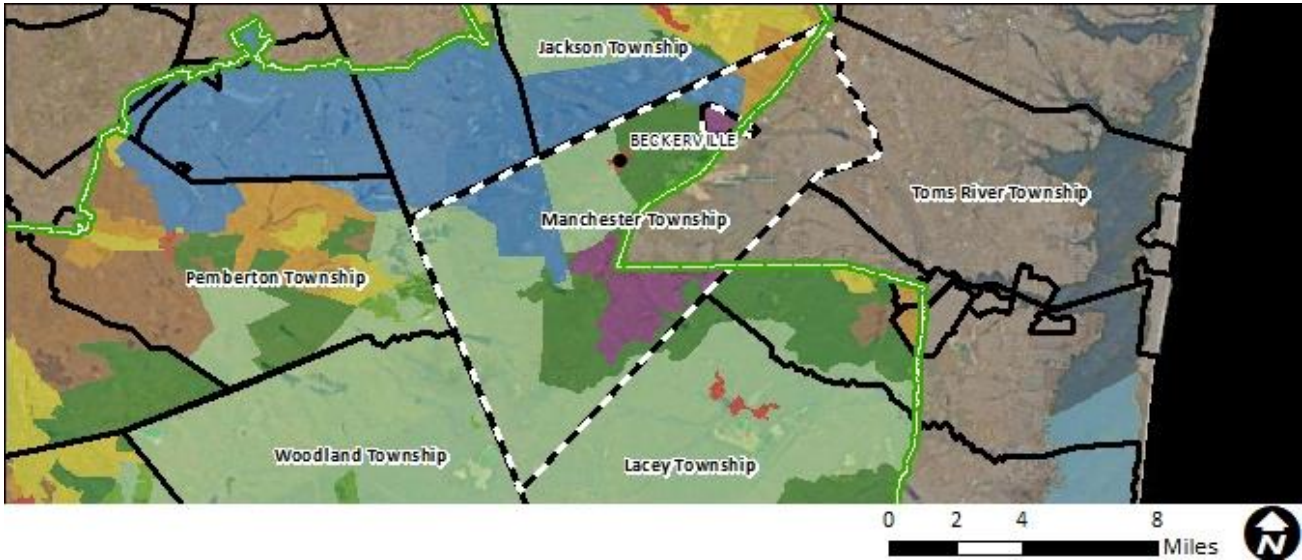 Jackson Township
BECKERVILLE
Toms River Township
Manchester Township
Pemberton Township
Woodland Township
Lacey Township
0 2 4 8
Miles
N